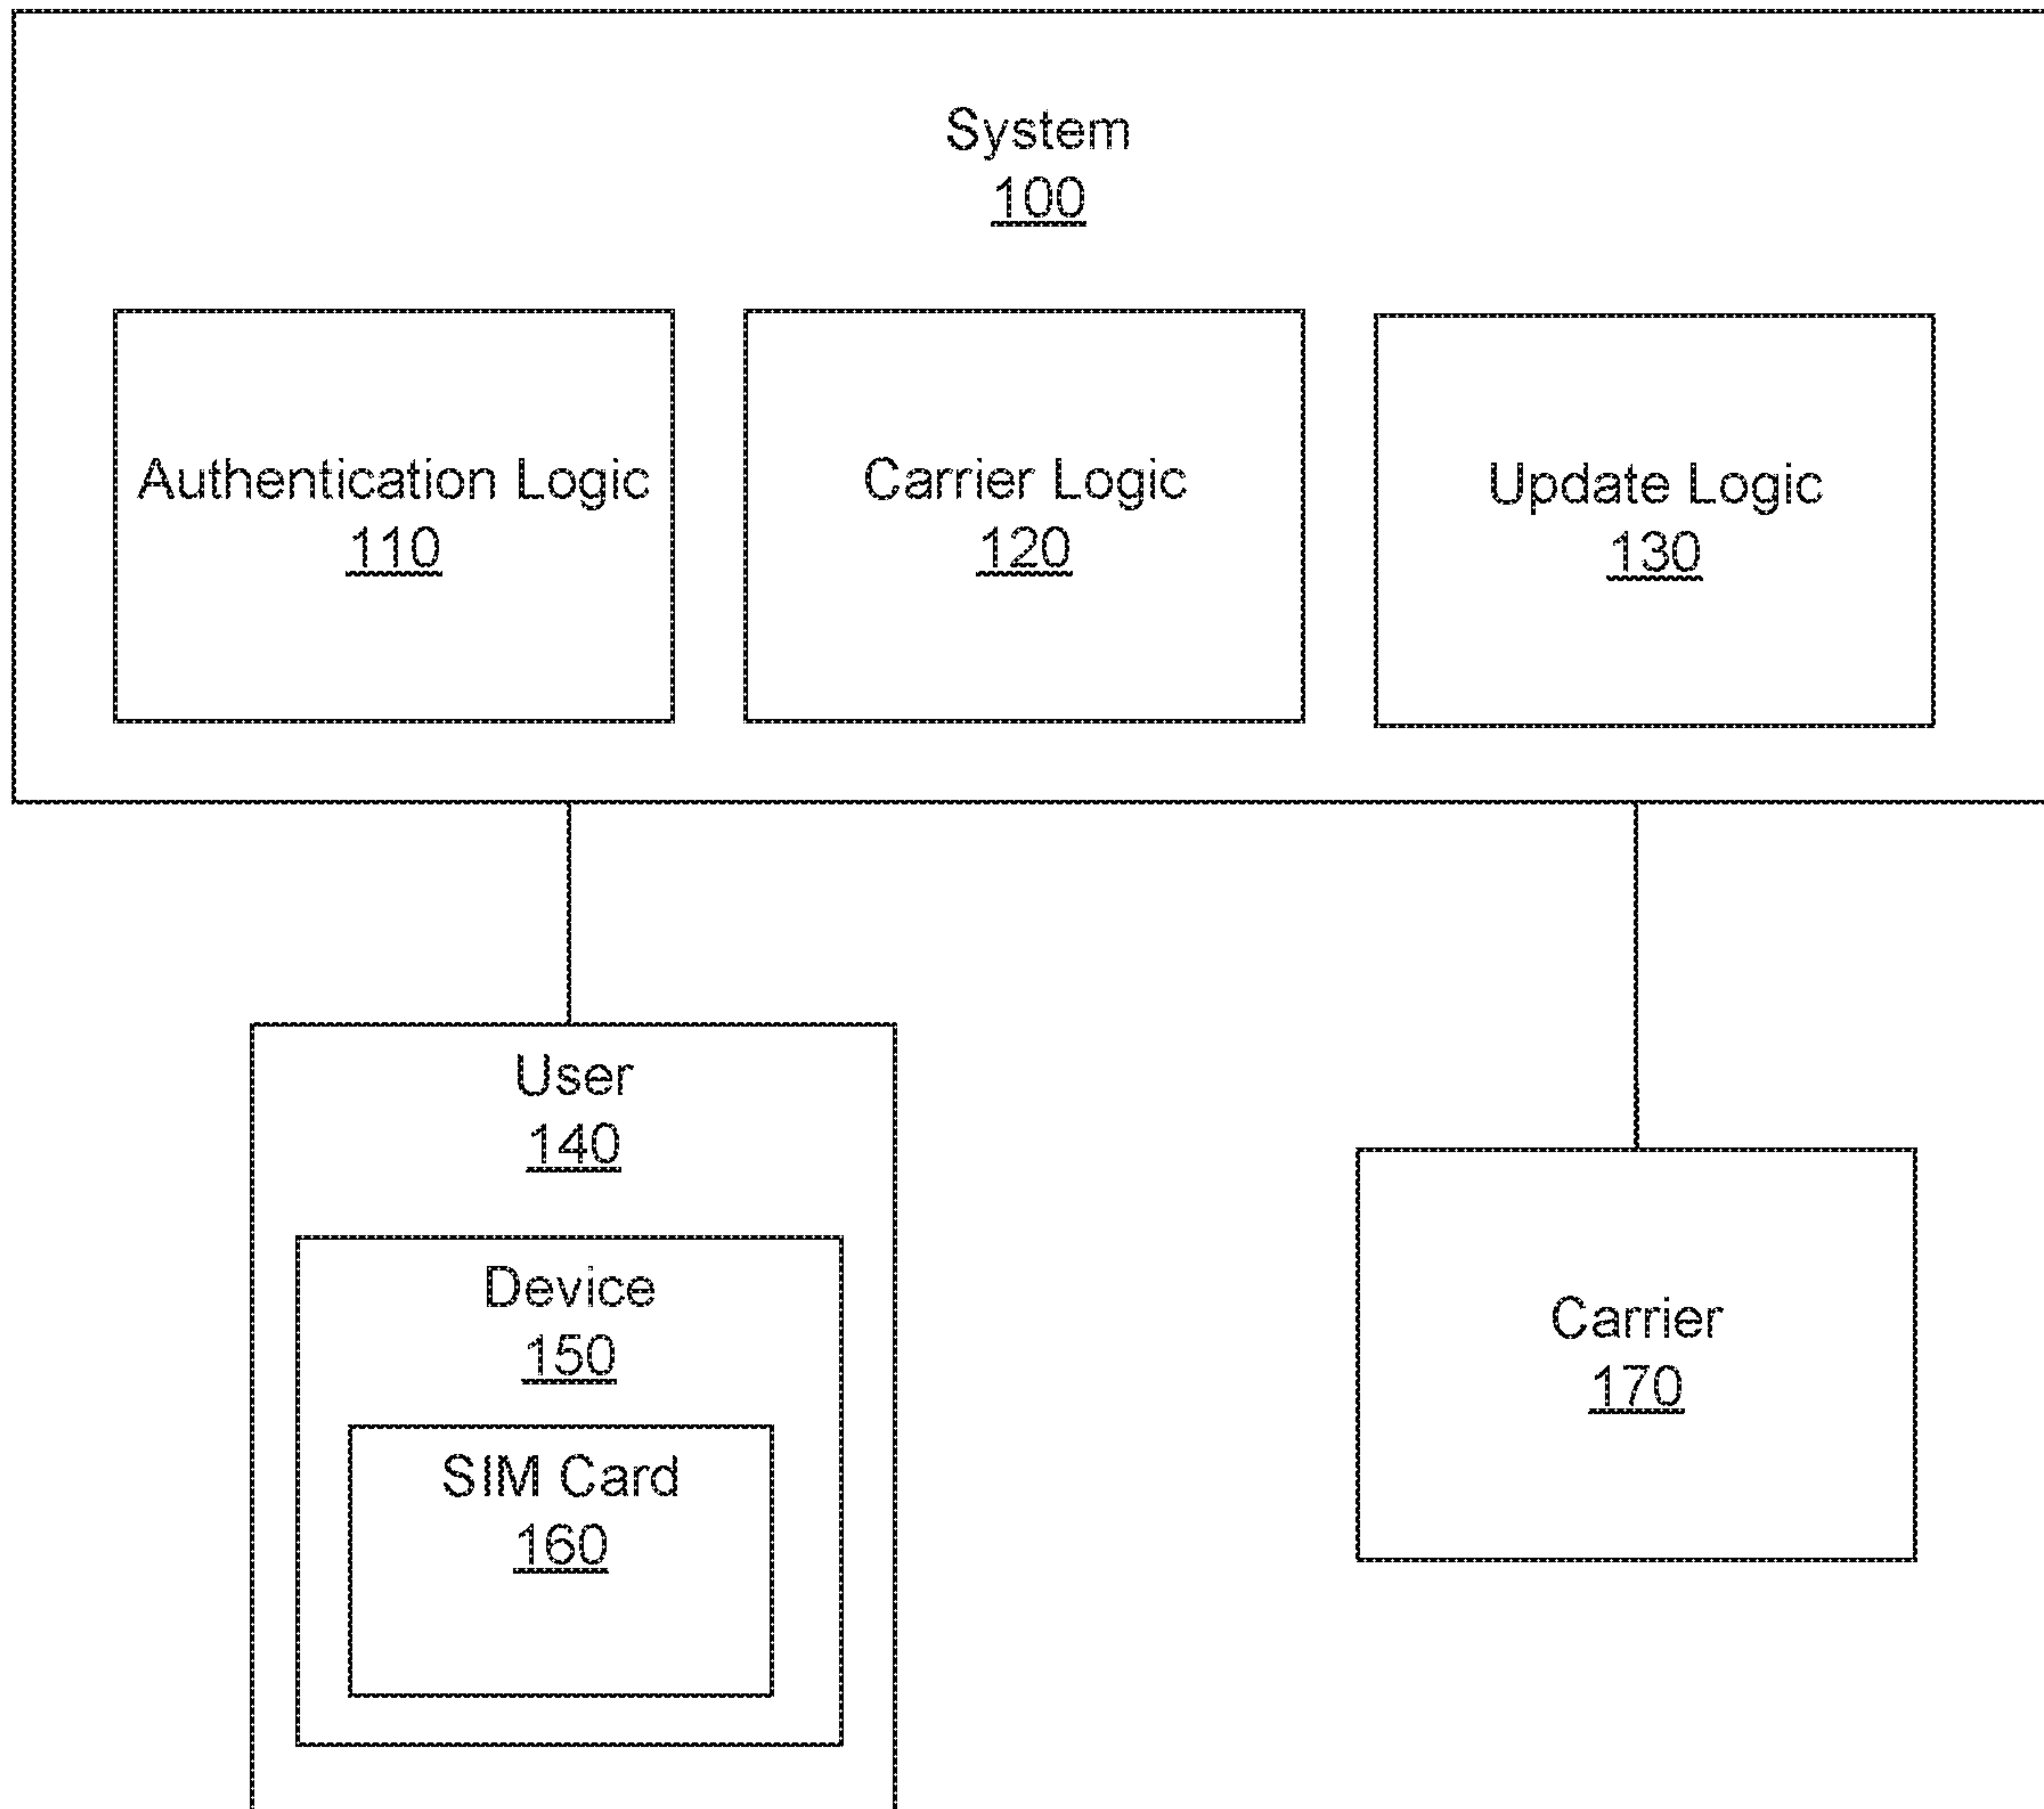 System
100
Authentication Logic
110
Carrier Logic
120
Update Logic
130
User
140
Device
150
SIM Card
160
Carrier
170